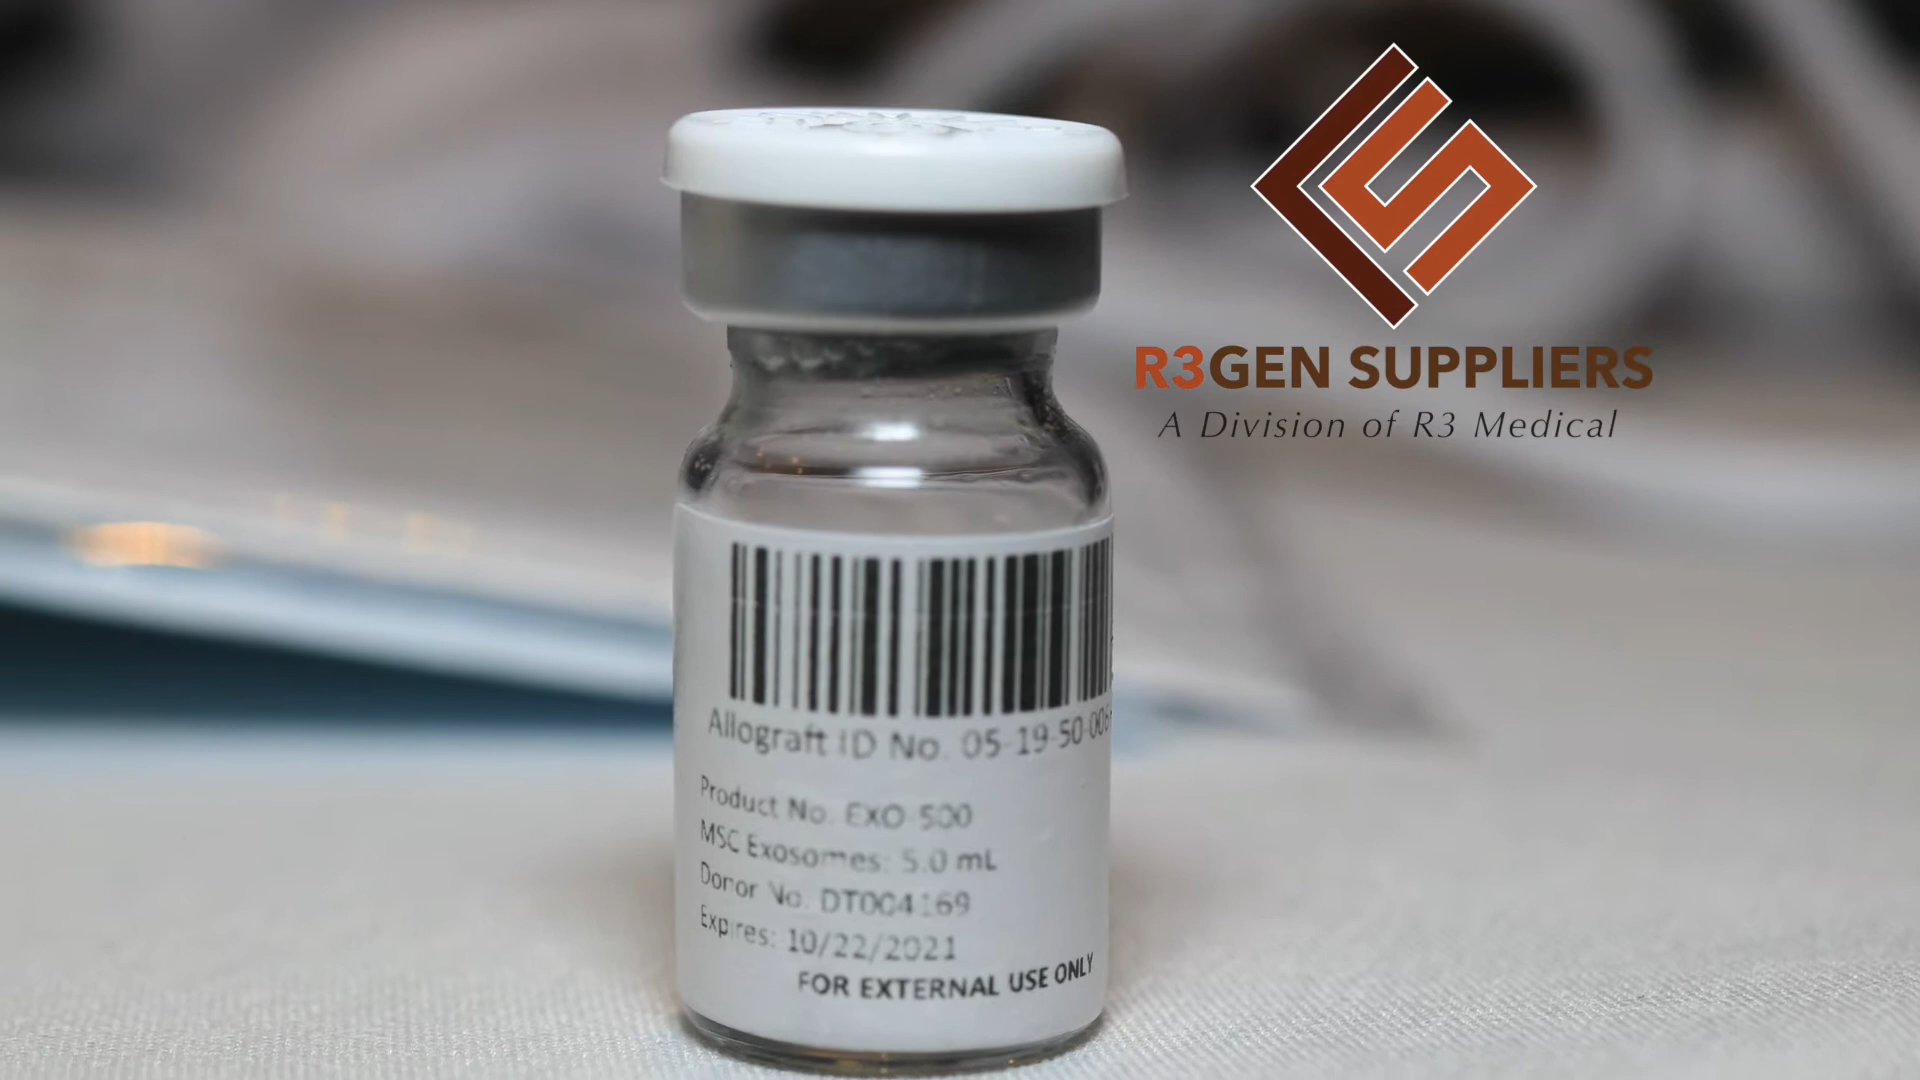 R3GEN SUPPLIERS
A Division of R3 Medical
Allograft ID No. 05-19-50-006
Product No. EXO-500
MSC Exosomes: 5.0 mL
Donor No. DT004169
Expires: 10/22/2021
FOR EXTERNAL USE ONLY